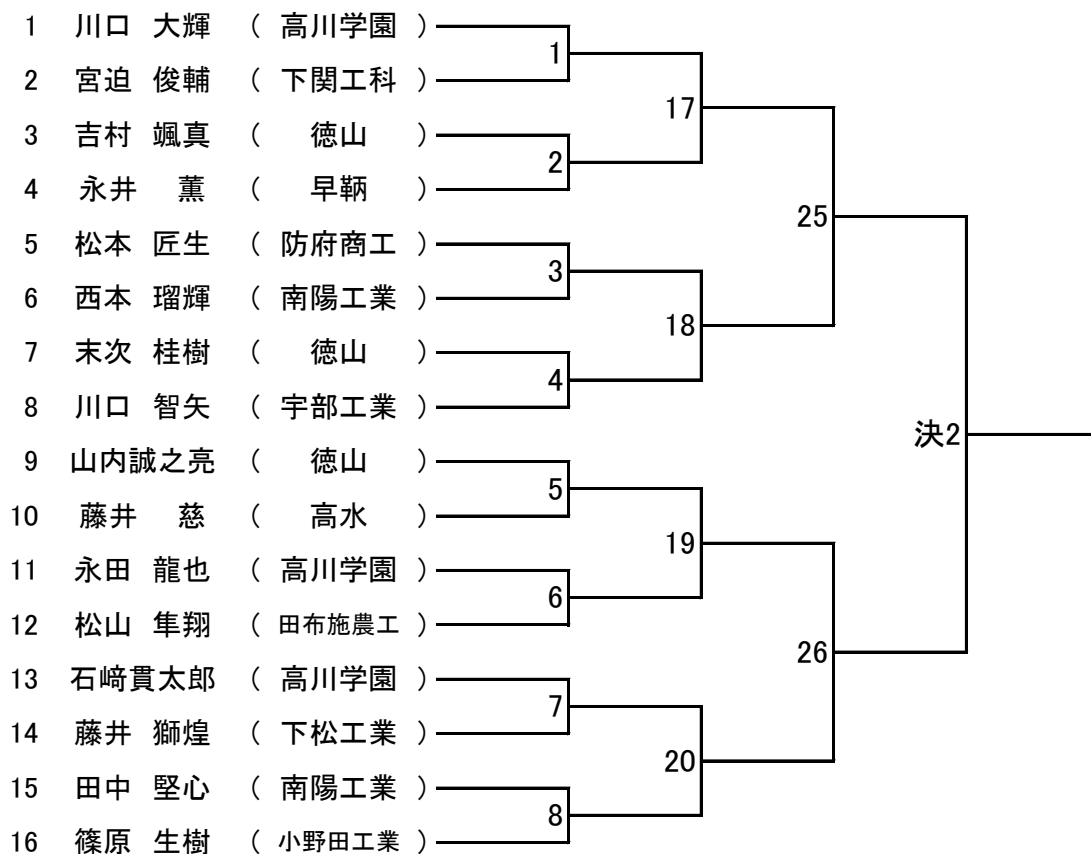 1 川口 大輝 ( 高川学園 )
1
2 宮迫 俊輔 ( 下関工科 )
17
3 吉村 颯真 ( 徳山 )
2
4 永井 薫 ( 早鞆 )
25
5 松本 匠生 ( 防府商工 )
3
6 西本 瑠輝 ( 南陽工業 )
18
7 末次 桂樹 ( 徳山 )
4
8 川口 智矢 ( 宇部工業 )
決2
9 山内誠之亮 ( 徳山 )
5
10 藤井 慈 ( 高水 )
19
11 永田 龍也 ( 高川学園 )
6
12 松山 隼翔 ( 田布施農工 )
26
13 石﨑貫太郎 ( 高川学園 )
7
14 藤井 獅煌 ( 下松工業 )
20
15 田中 堅心 ( 南陽工業 )
8
16 篠原 生樹 ( 小野田工業 )